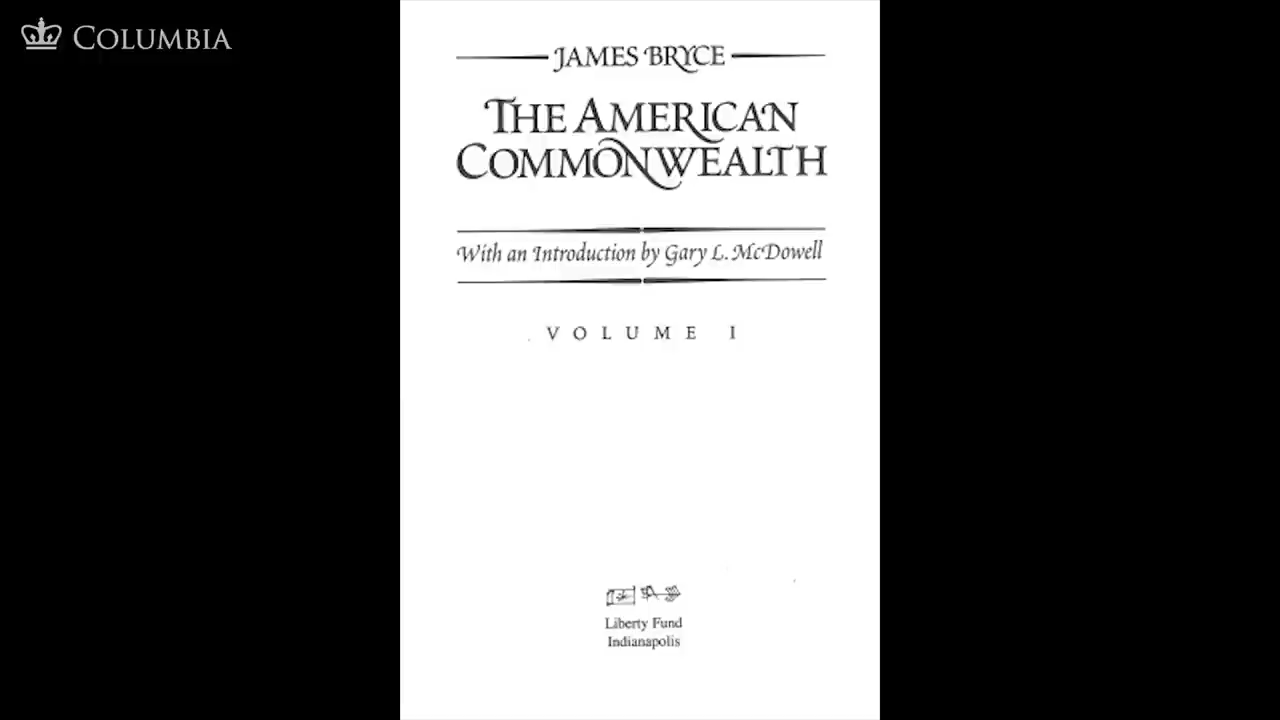 COLUMBIA
JAMES BRYCE
THE AMERICAN
COMMONWEALTH
With an Introduction by Gary L. McDowell
VOLUME I
Liberty Fund
Indianapolis